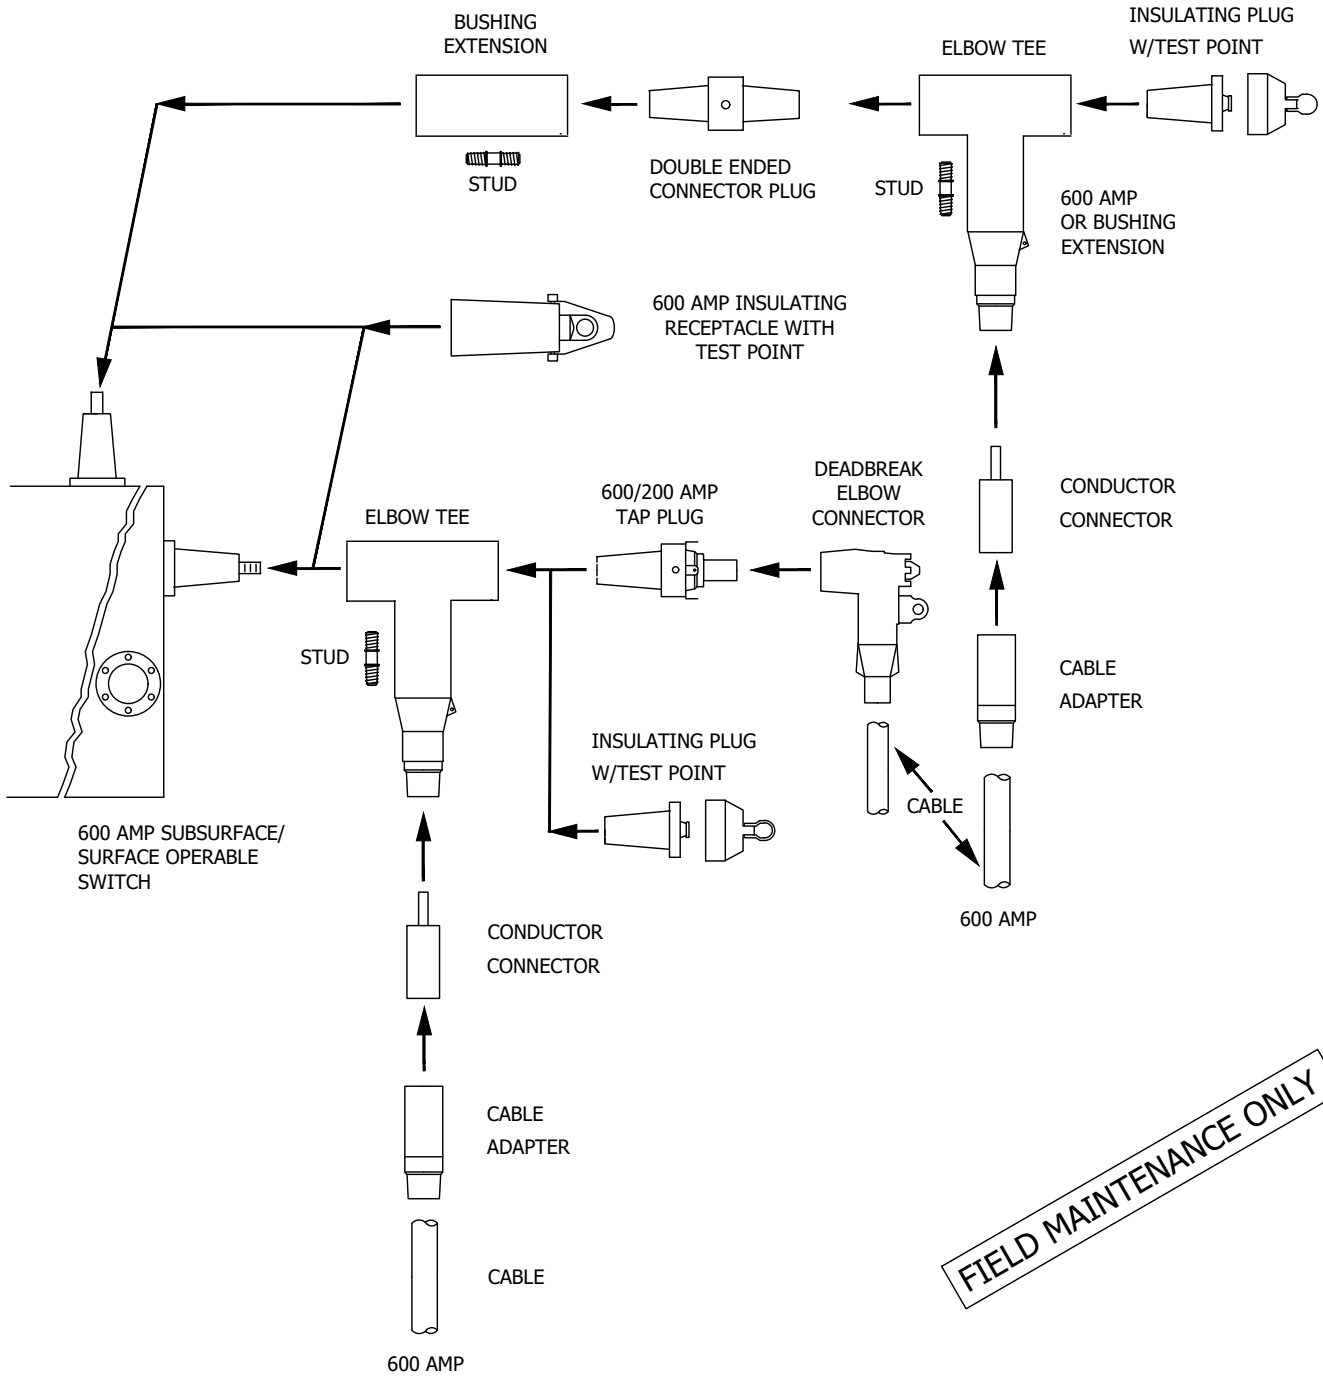 BUSHING
EXTENSION
ELBOW TEE
INSULATING PLUG
W/TEST POINT
STUD
DOUBLE ENDED
CONNECTOR PLUG
STUD
600 AMP
OR BUSHING
EXTENSION
600 AMP INSULATING
RECEPTACLE WITH
TEST POINT
ELBOW TEE
600/200 AMP
TAP PLUG
DEADBREAK
ELBOW
CONNECTOR
CONDUCTOR
CONNECTOR
STUD
CABLE
ADAPTER
INSULATING PLUG
W/TEST POINT
CABLE
600 AMP SUBSURFACE/
SURFACE OPERABLE
SWITCH
600 AMP
CONDUCTOR
CONNECTOR
CABLE
ADAPTER
FIELD MAINTENANCE ONLY
CABLE
600 AMP